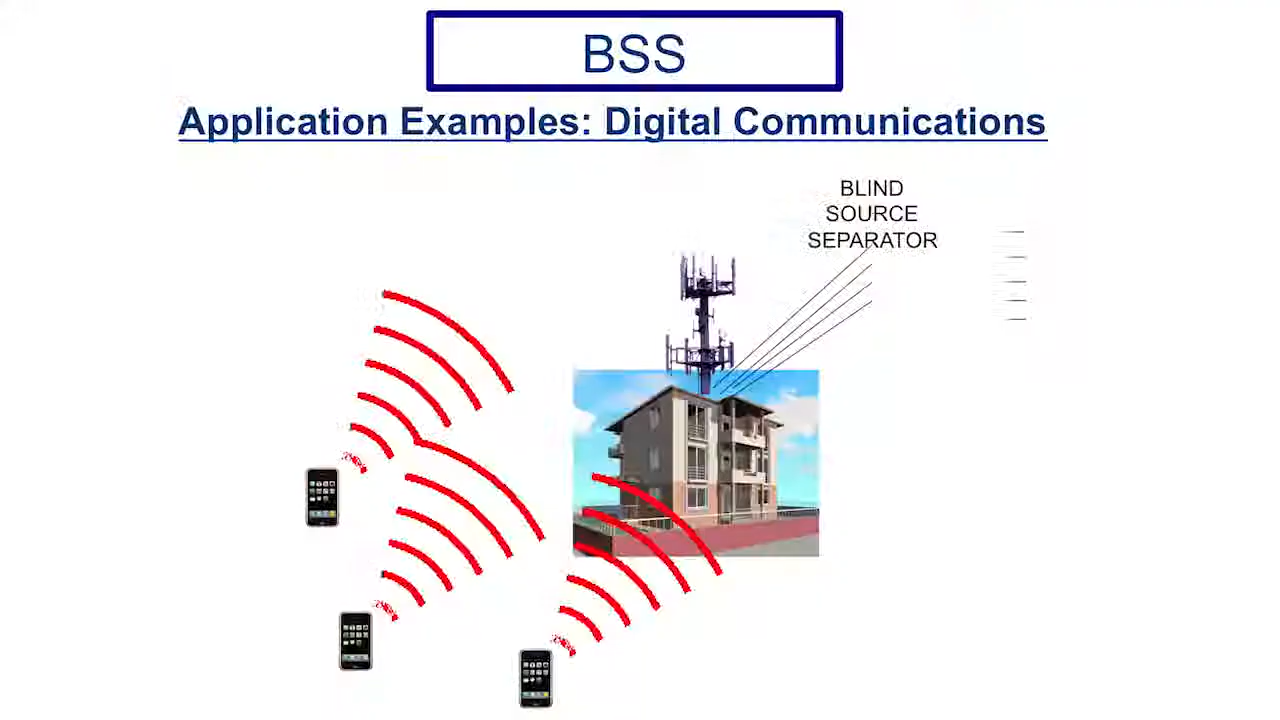 BSS
Application Examples: Digital Communications
BLIND
SOURCE
SEPARATOR